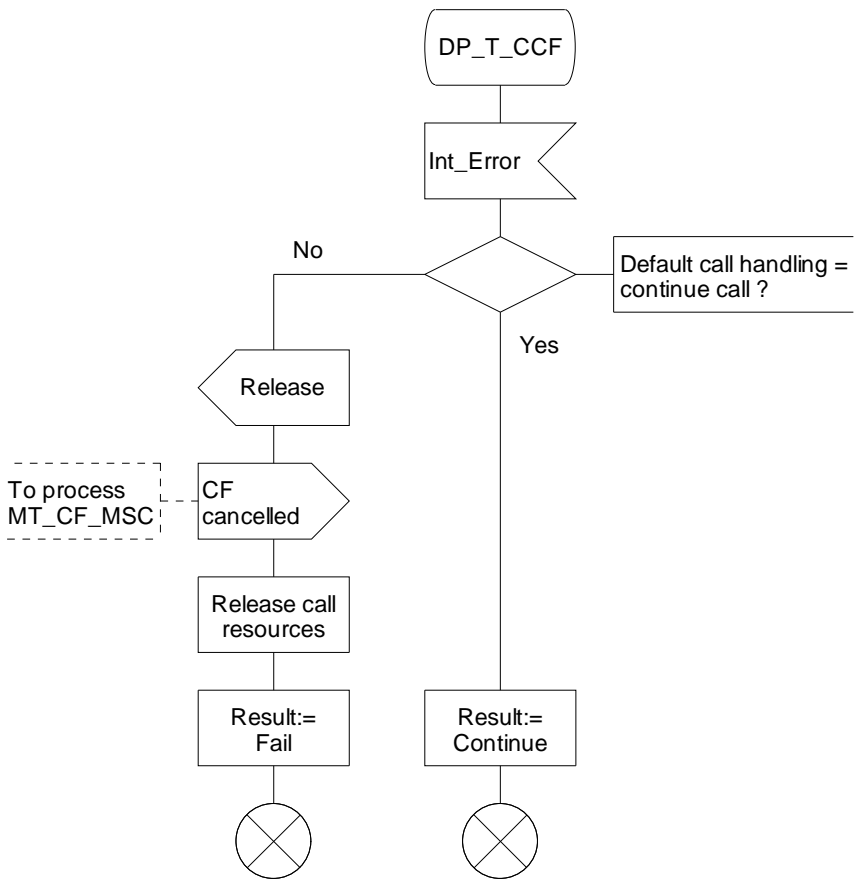 DP_T_CCF
Int_Error
No
Default call handling =
continue call ?
Yes
Release
To process
MT_CF_MSC
CF
cancelled
Release call
resources
Result:=
Fail
Result:=
Continue